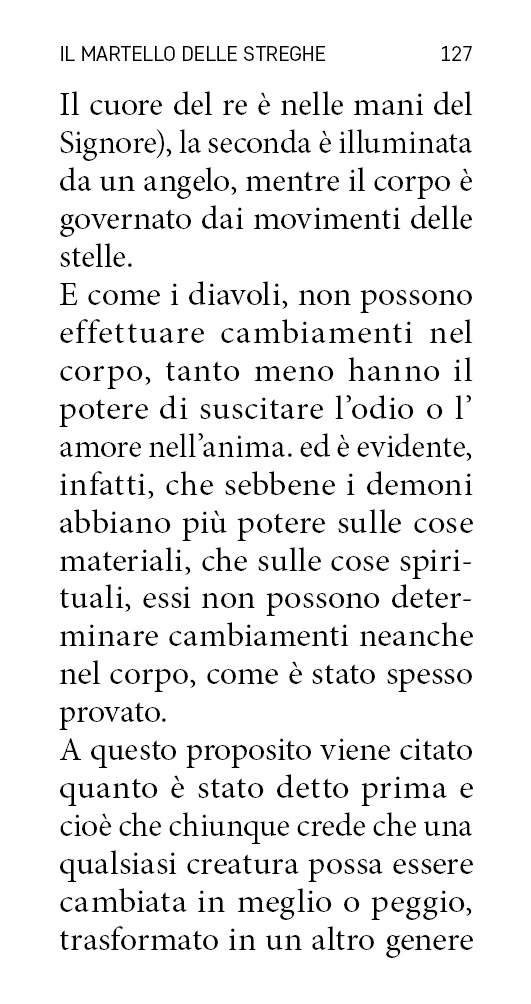 IL MARTELLO DELLE STREGHE 127
Il cuore del re è nelle mani del
Signore), la seconda è illuminata
da un angelo, mentre il corpo è
governato dai movimenti delle
stelle.
E come i diavoli, non possono
effettuare cambiamenti nel
corpo, tanto meno hanno il
potere di suscitare l’odio o l’
amore nell’anima. ed è evidente,
infatti, che sebbene i demoni
abbiano più potere sulle cose
materiali, che sulle cose spiri-
tuali, essi non possono deter-
minare cambiamenti neanche
nel corpo, come è stato spesso
provato.
A questo proposito viene citato
quanto è stato detto prima e
cioè che chiunque crede che una
qualsiasi creatura possa essere
cambiata in meglio o peggio,
trasformato in un altro genere